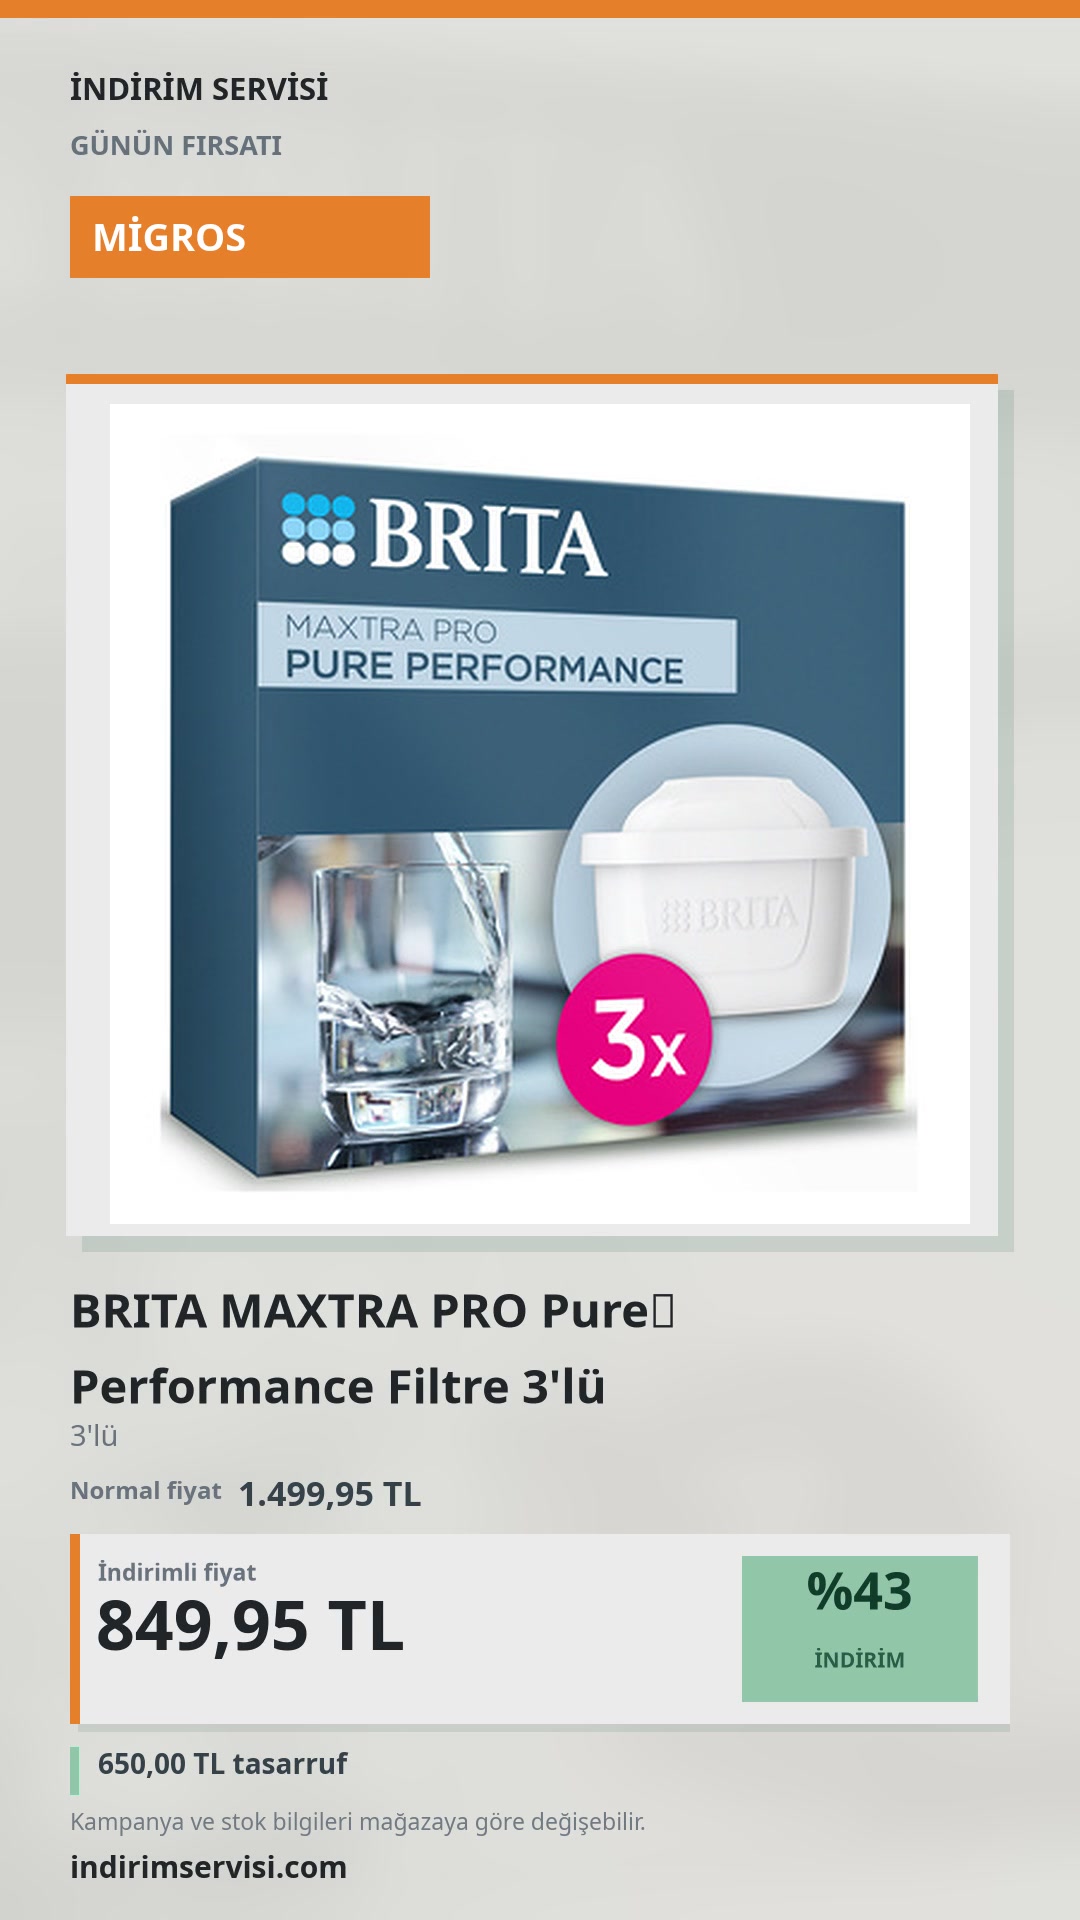 İNDİRİM SERVİSİ
GÜNÜN FIRSATI
MİGROS
BRITA
MAXTRA PRO
PURE PERFORMANCE
BRITA
3x
BRITA MAXTRA PRO Pure
Performance Filtre 3'lü
3'lü
Normal fiyat 1.499,95 TL
İndirimli fiyat
849,95 TL
%43
İNDİRİM
650,00 TL tasarruf
Kampanya ve stok bilgileri mağazaya göre değişebilir.
indirimservisi.com